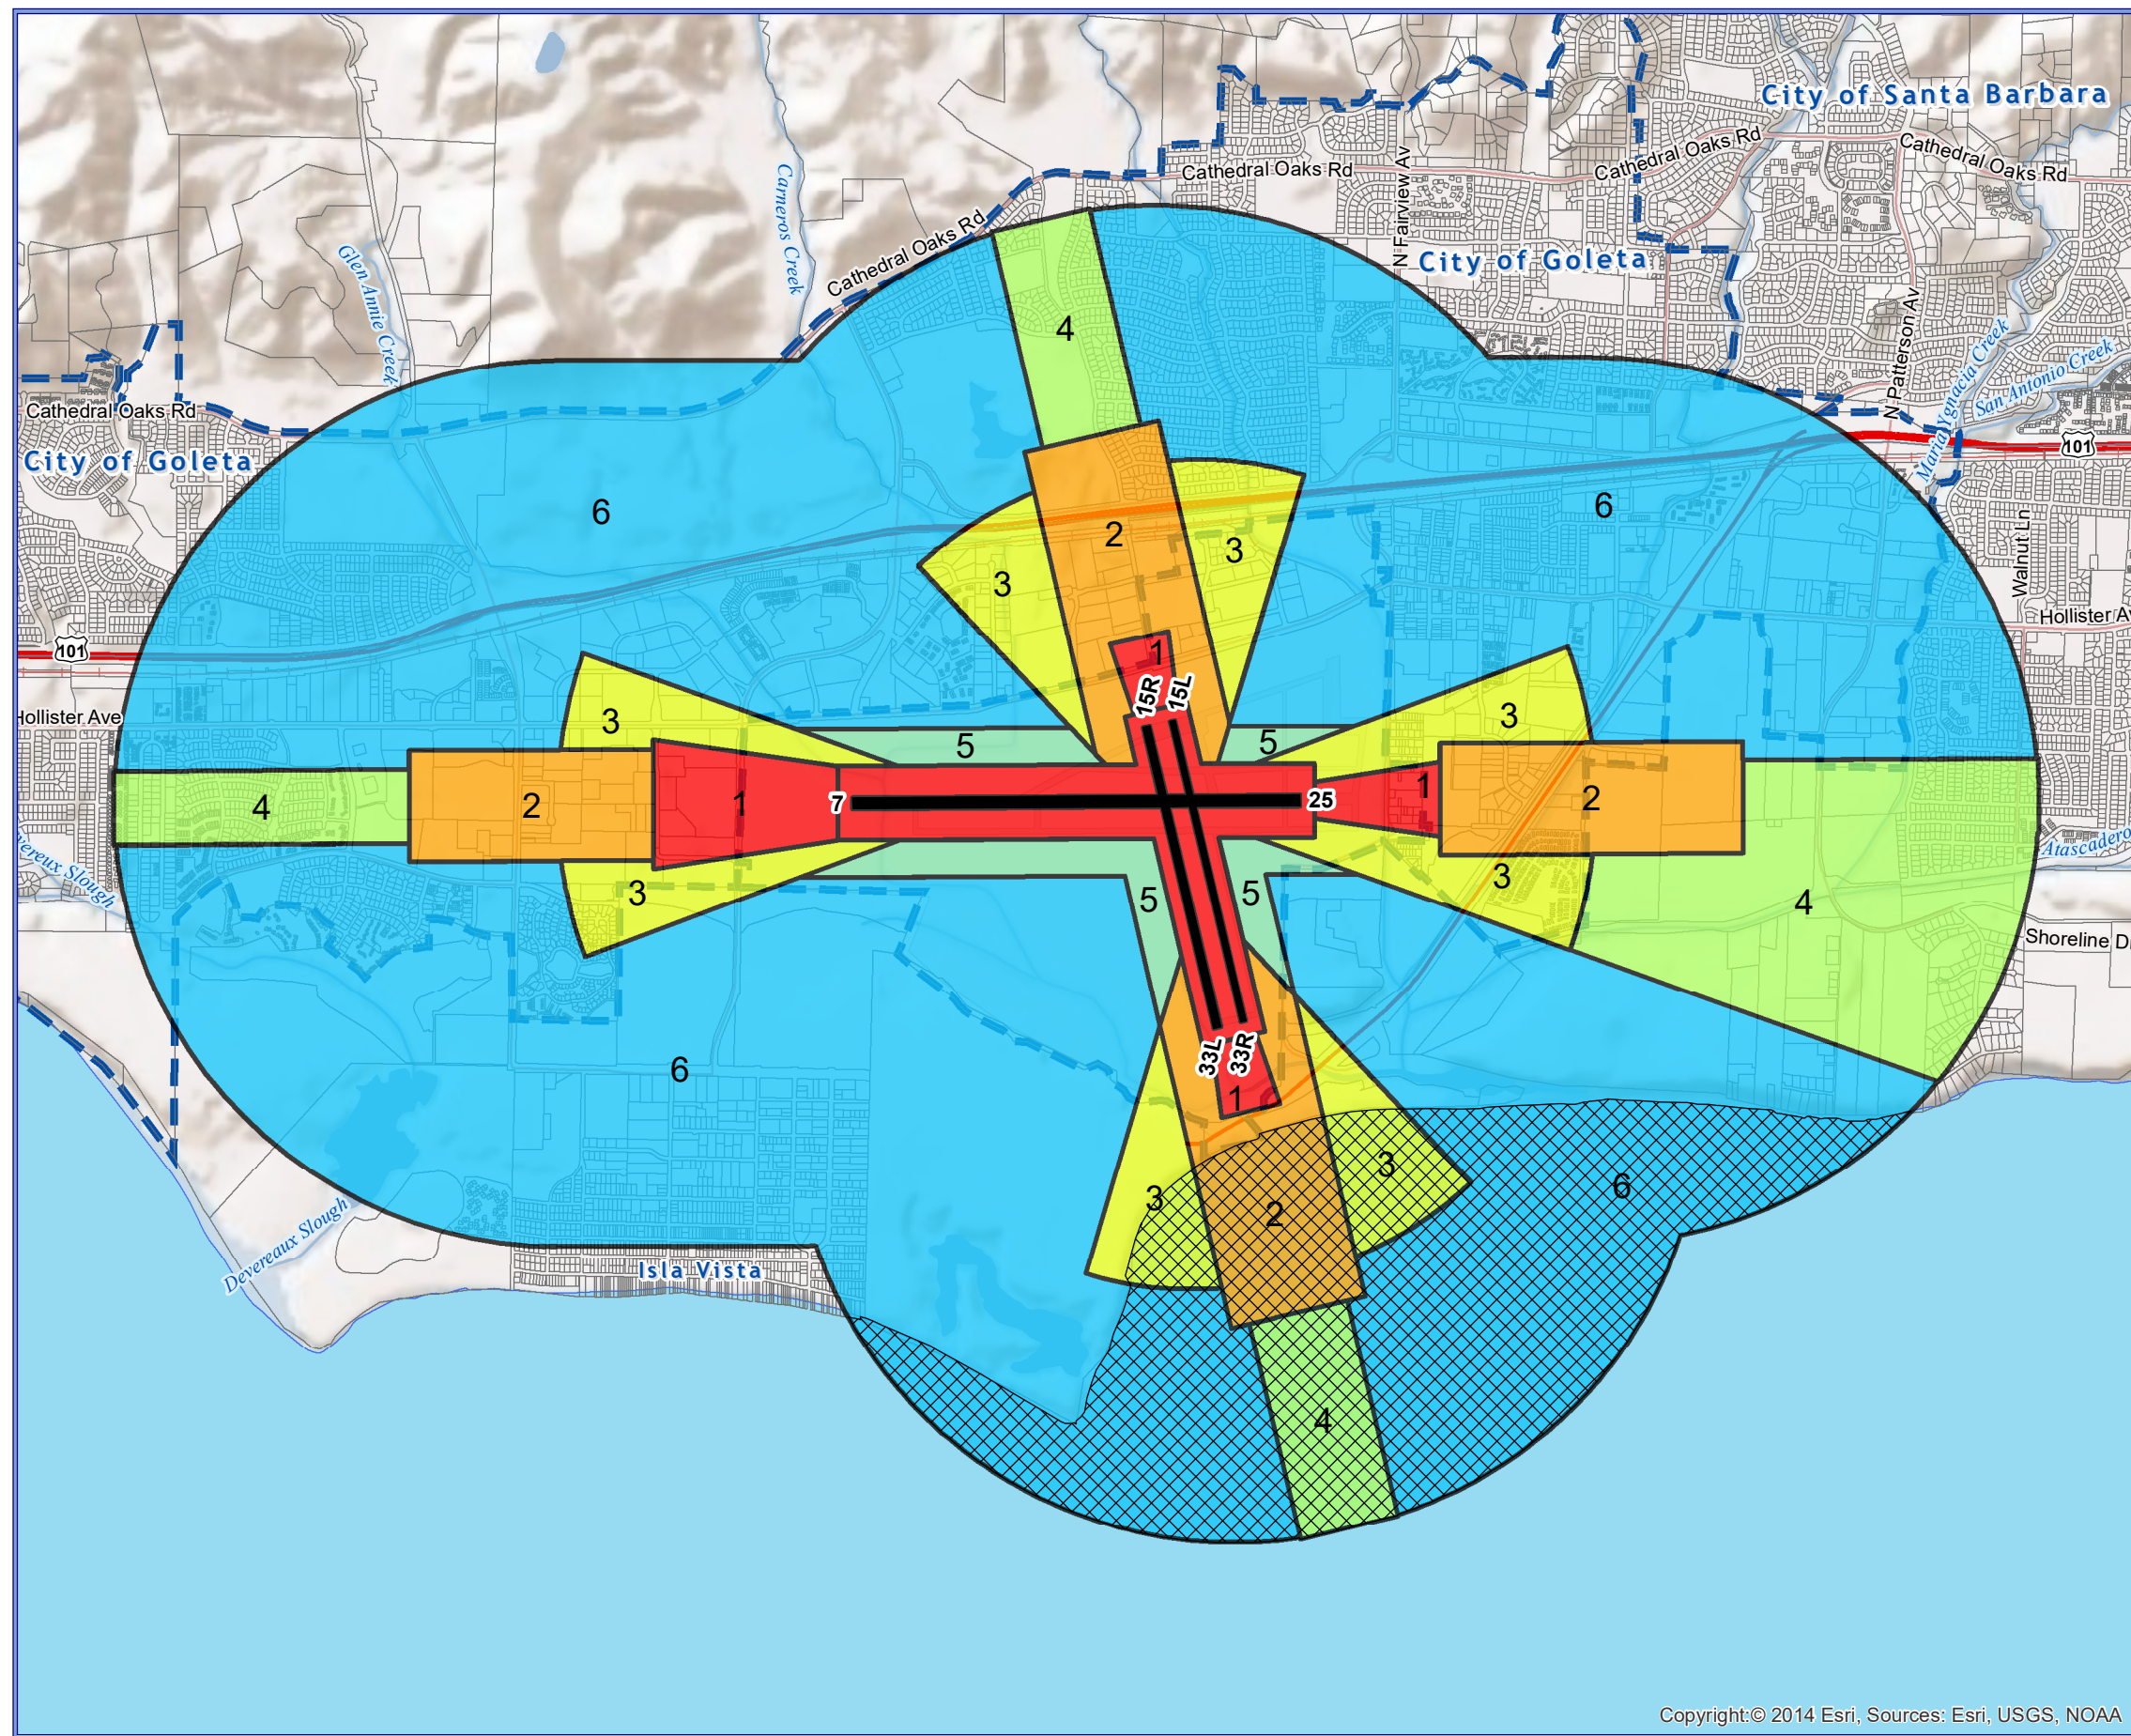 City of Santa Barbara
Cathedral Oaks Rd
Cathedral Oaks Rd
Cathedral Oaks Rd
N Fairview Av
Carneros Creek
Cathedral Oaks Rd
Glen Annie Creek
City of Goleta
N Patterson Av
Maria Ygnacia Creek
San Antonio Creek
4
Cathedral Oaks Rd
City of Goleta
101
6
6
2
3
3
Walnut Ln
Hollister Av
101
1
15R
15L
Hollister Ave
3
5
5
3
4
2
1
7
25
1
2
evereux Slough
Atascadero
3
5
5
3
4
Shoreline D
6
33L
33R
1
3
2
3
6
Devereaux Slough
Isla Vista
4
Copyright:© 2014 Esri, Sources: Esri, USGS, NOAA